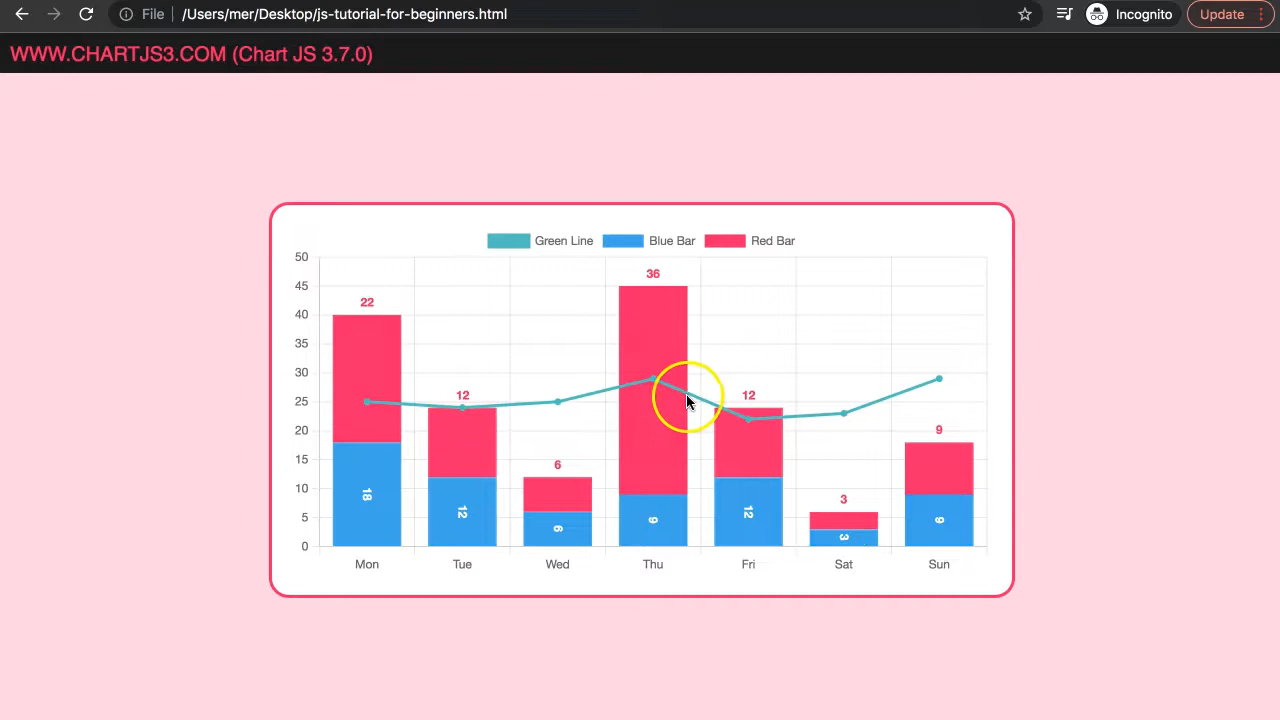 File /Users/mer/Desktop/js-tutorial-for-beginners.html Incognito Update
WWW.CHARTJS3.COM (Chart JS 3.7.0)
Green Line Blue Bar Red Bar
50
45
40
35
30
25
20
15
10
5
0
22 12 6 36 12 3 9
18 12 6 9 12 3 9
Mon Tue Wed Thu Fri Sat Sun